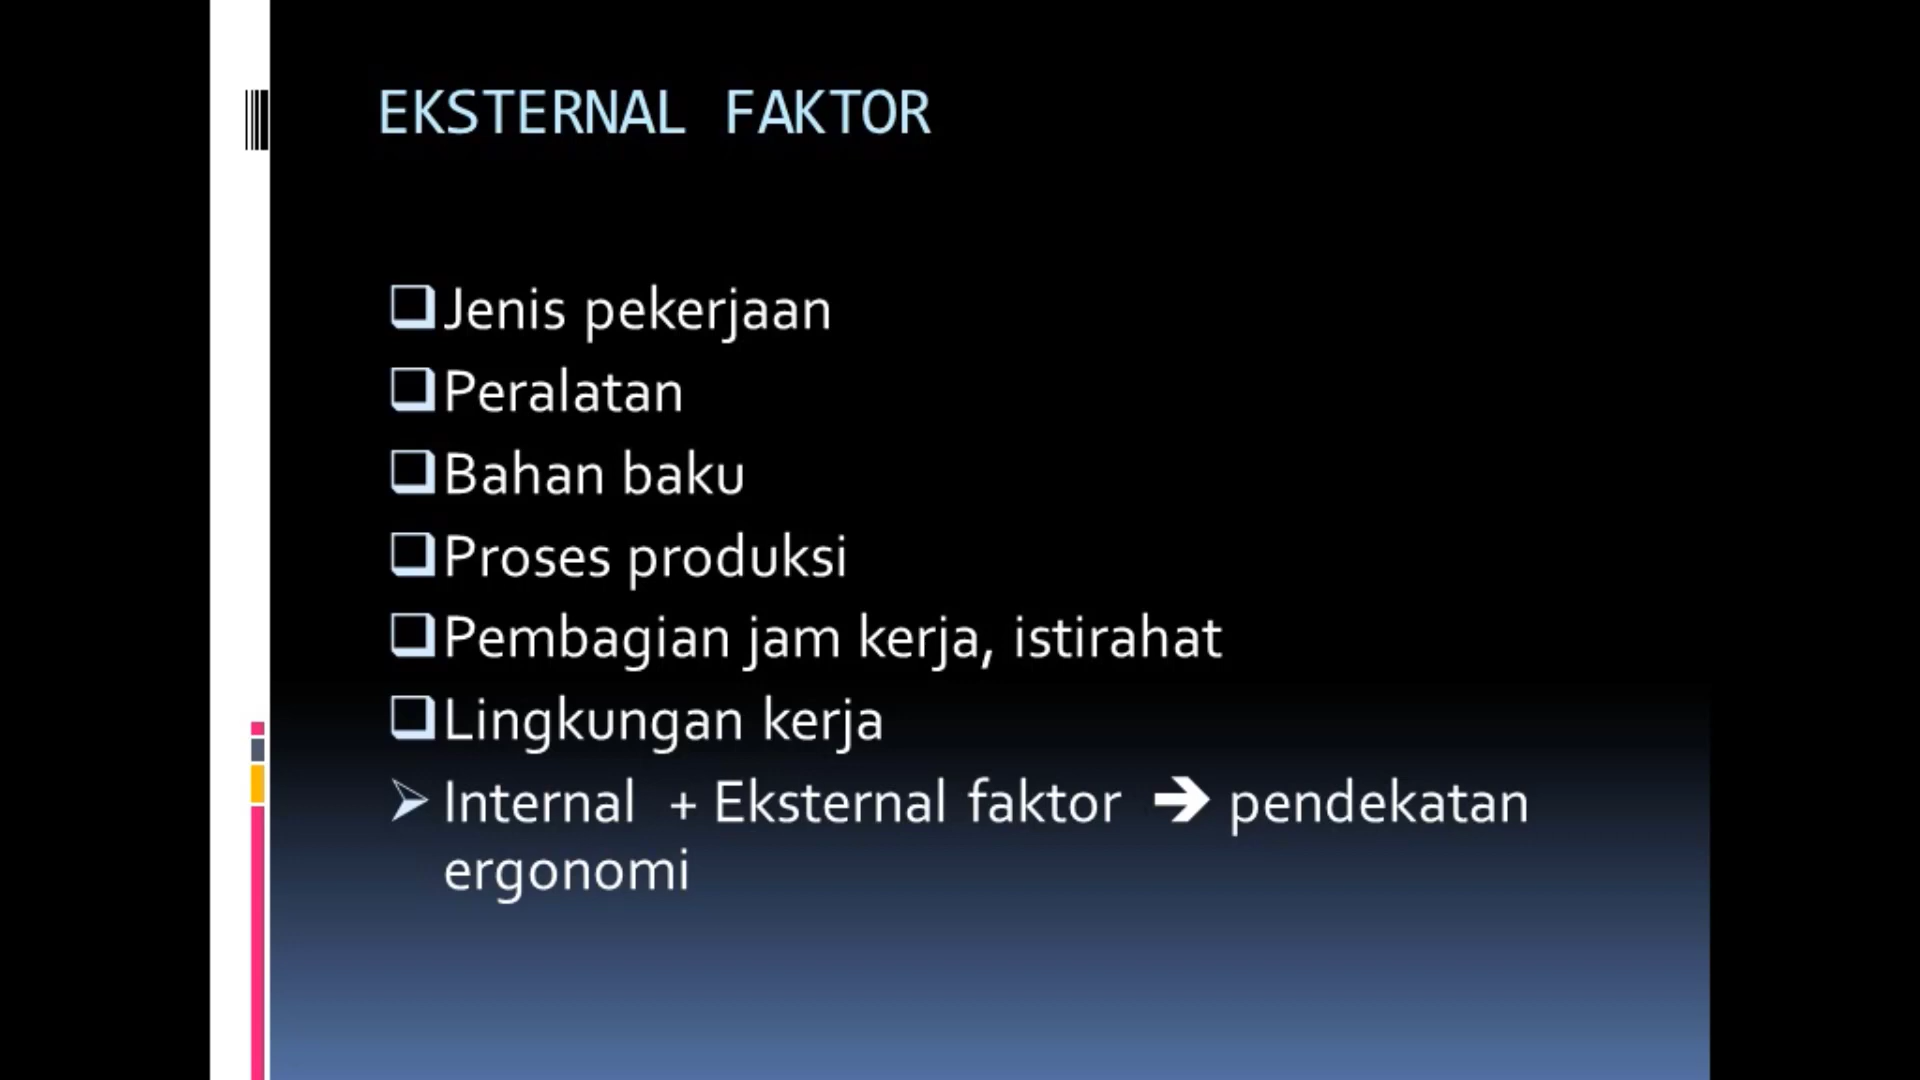 EKSTERNAL FAKTOR
❑Jenis pekerjaan
❑Peralatan
❑Bahan baku
❑Proses produksi
❑Pembagian jam kerja, istirahat
❑Lingkungan kerja
➢Internal + Eksternal faktor ➔ pendekatan
ergonomi